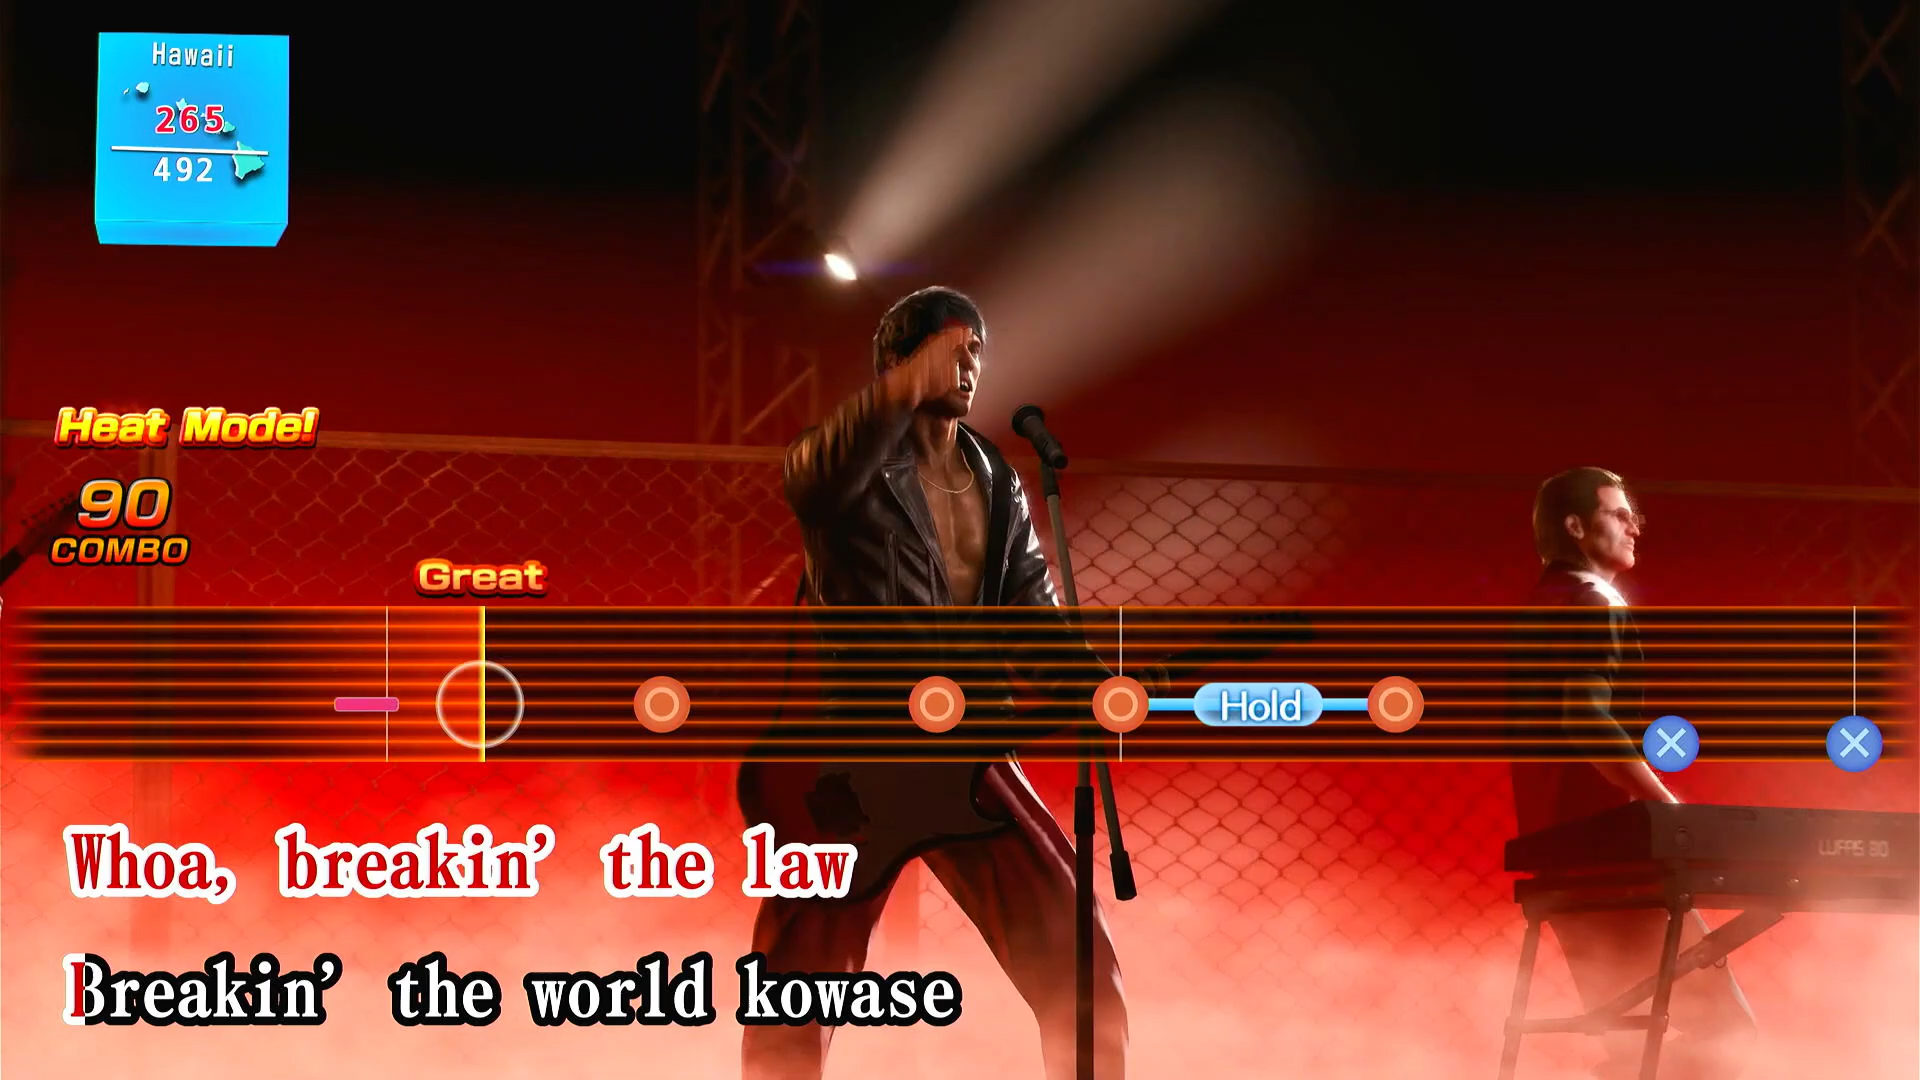 Hawaii
265
492
Heat Mode!
90
COMBO
Great
Hold
Whoa, breakin' the law
Breakin' the world kowase